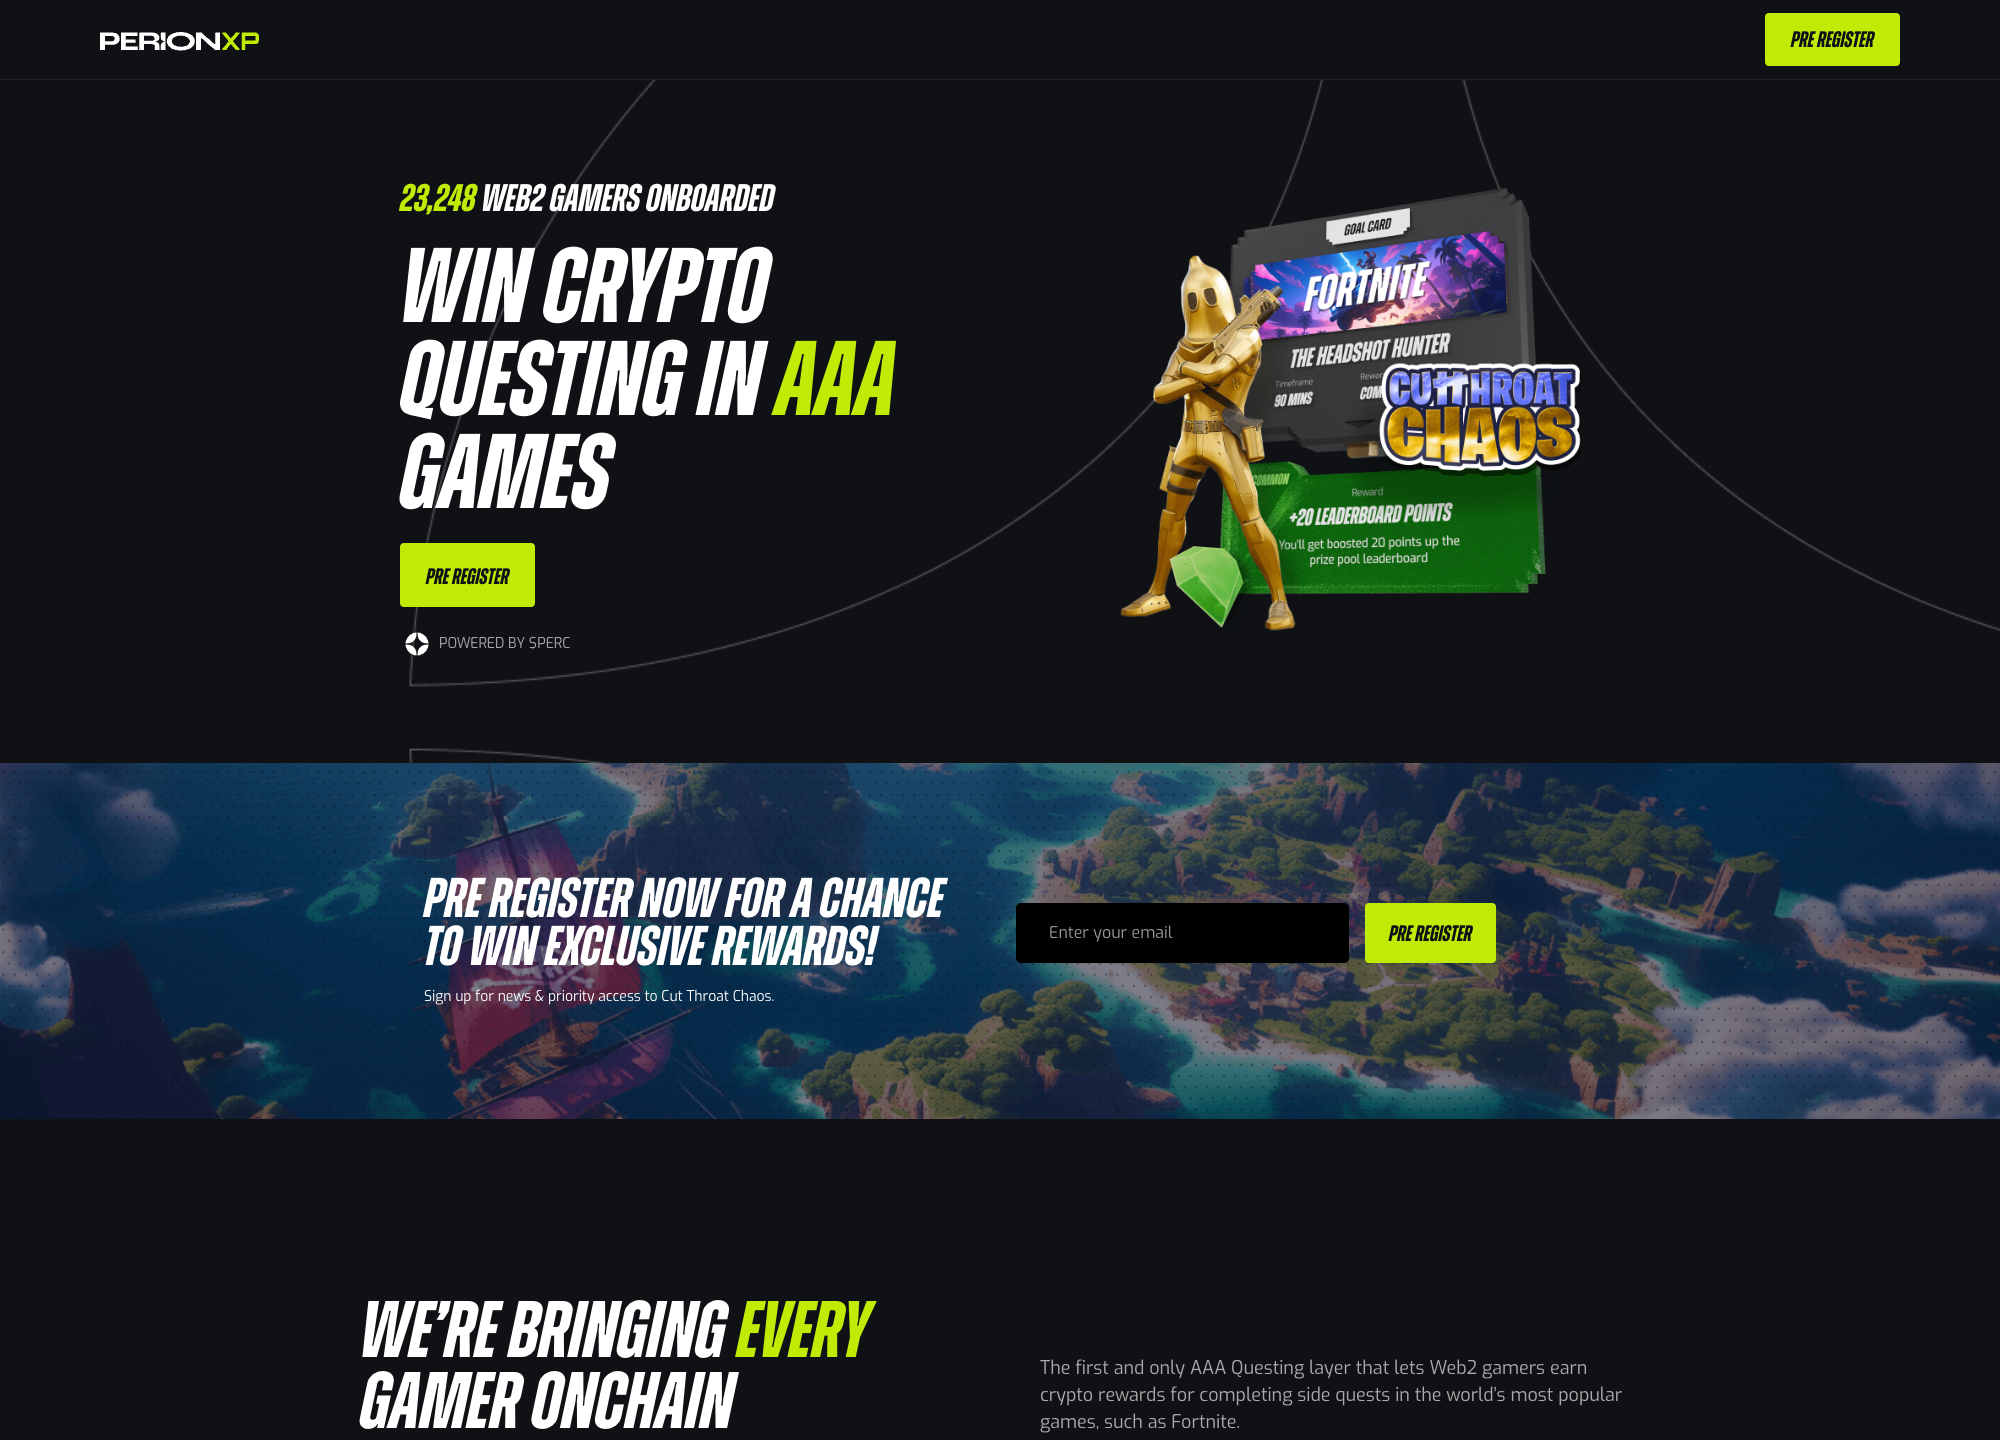 PERIONXP
PRE REGISTER
23,248 WEB2 GAMERS ONBOARDED
WIN CRYPTO
QUESTING IN AAA
GAMES
PRE REGISTER
POWERED BY $PERC
GOAL CARD
FORTNITE
THE HEADSHOT HUNTER
Timeframe
90 MINS
CUTTHROAT
CHAOS
COMMON
Reward
+20 LEADERBOARD POINTS
You'll get boosted 20 points up the
prize pool leaderboard
PRE REGISTER NOW FOR A CHANCE
TO WIN EXCLUSIVE REWARDS!
Sign up for news & priority access to Cut Throat Chaos.
Enter your email
PRE REGISTER
WE'RE BRINGING EVERY
GAMER ONCHAIN
The first and only AAA Questing layer that lets Web2 gamers earn
crypto rewards for completing side quests in the world's most popular
games, such as Fortnite.